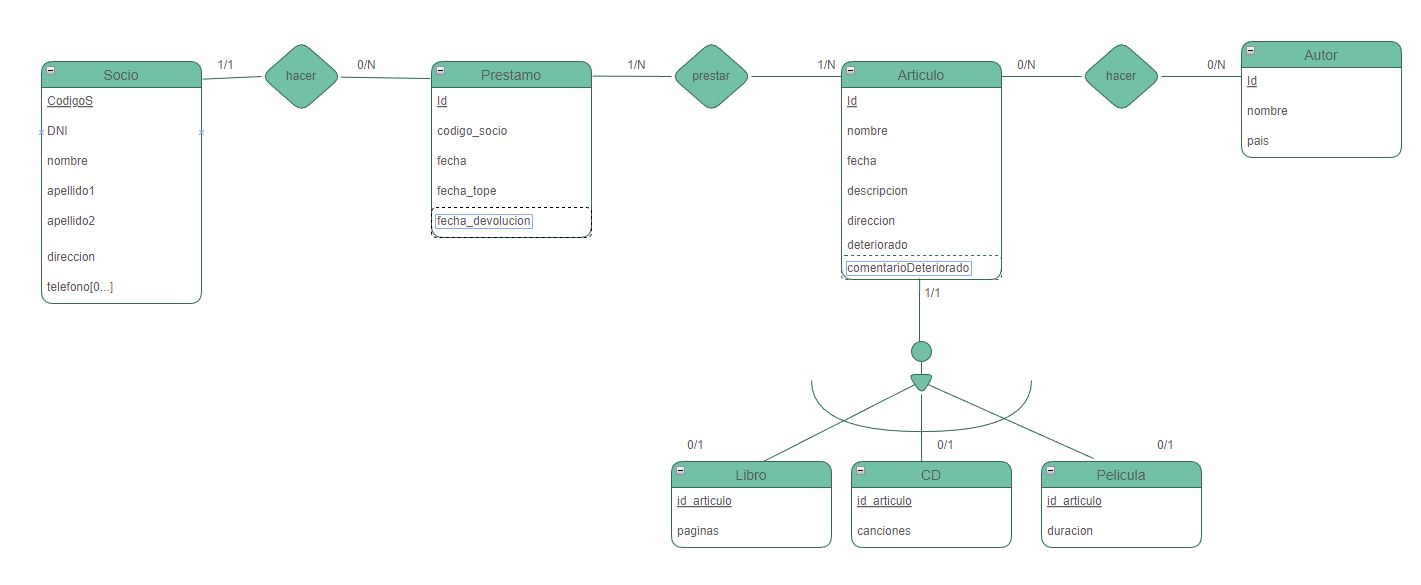 Socio
CodigoS
DNI
nombre
apellido1
apellido2
direccion
telefono[0...]
1/1
hacer
0/N
Prestamo
Id
codigo_socio
fecha
fecha_tope
fecha_devolucion
1/N
prestar
1/N
Articulo
Id
nombre
fecha
descripcion
direccion
deteriorado
comentarioDeteriorado
0/N
hacer
0/N
Autor
Id
nombre
pais
1/1
0/1
Libro
id_articulo
paginas
0/1
CD
id_articulo
canciones
0/1
Pelicula
id_articulo
duracion